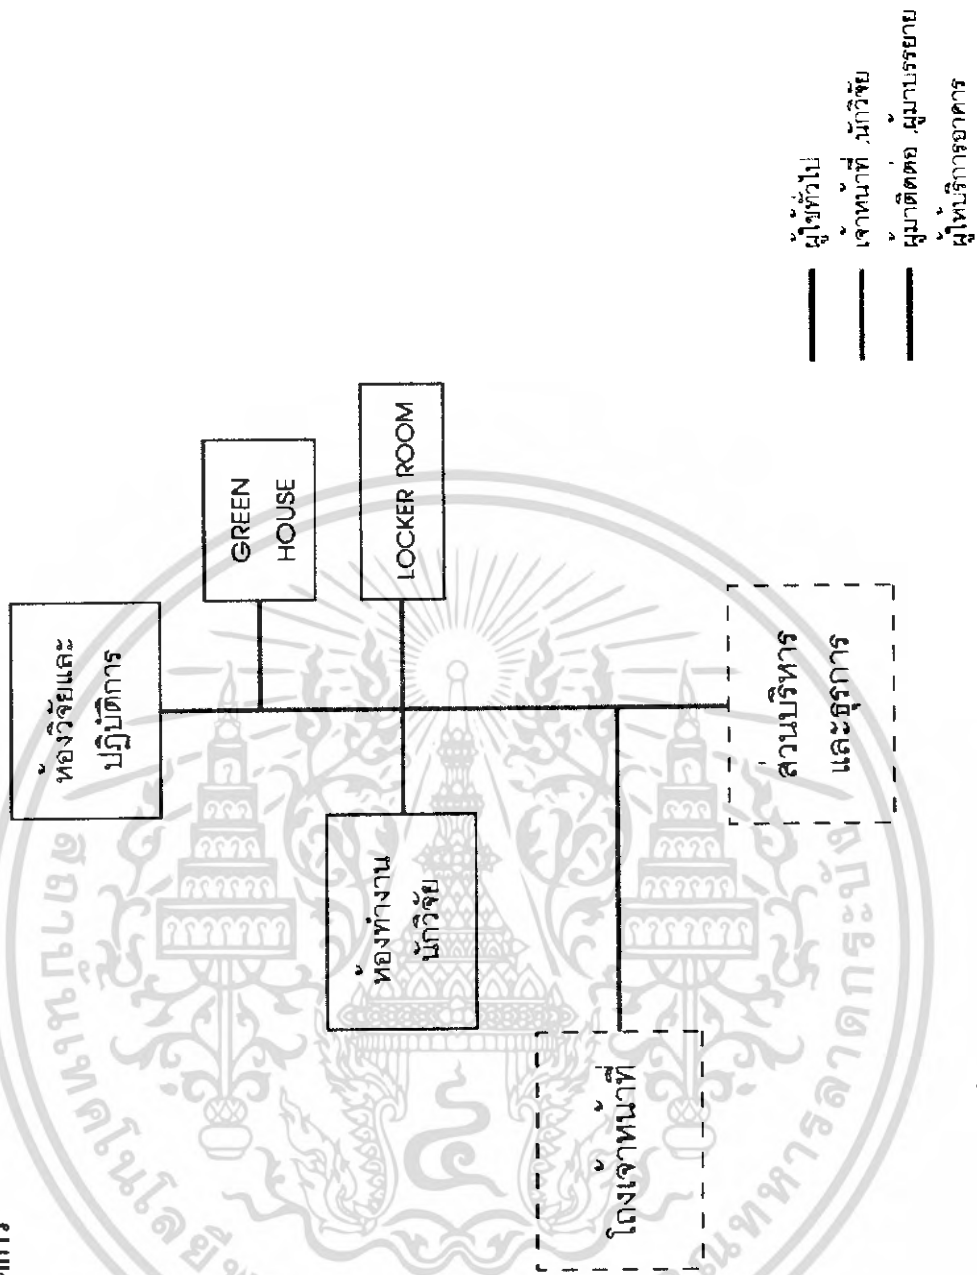 ห้องวิจัยและ
ปฏิบัติการ
GREEN
HOUSE
LOCKER ROOM
ห้องทำงาน
นักวิจัย
โถงเจ้าหน้าที่
ส่วนบริหาร
และธุรการ
ผู้ใช้ทั่วไป
เจ้าหน้าที่ ,นักวิจัย
ผู้มาติดต่อ ,ผู้มาบรรยาย
ผู้ให้บริการอาคาร